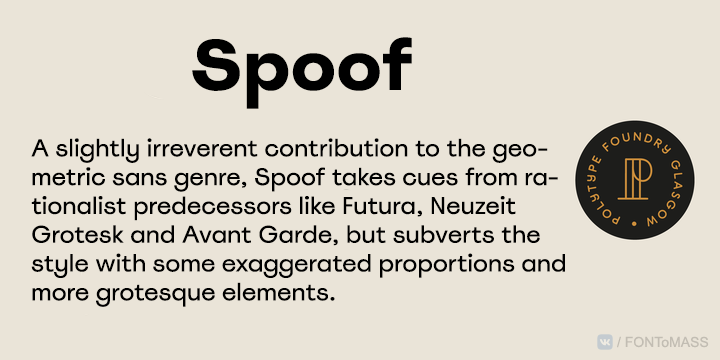 Spoof
A slightly irreverent contribution to the geo-
metric sans genre, Spoof takes cues from ra-
tionalist predecessors like Futura, Neuzeit
Grotesk and Avant Garde, but subverts the
style with some exaggerated proportions and
more grotesque elements.
POLYTYPE FOUNDRY GLASGOW •
P
VK / FONToMASS